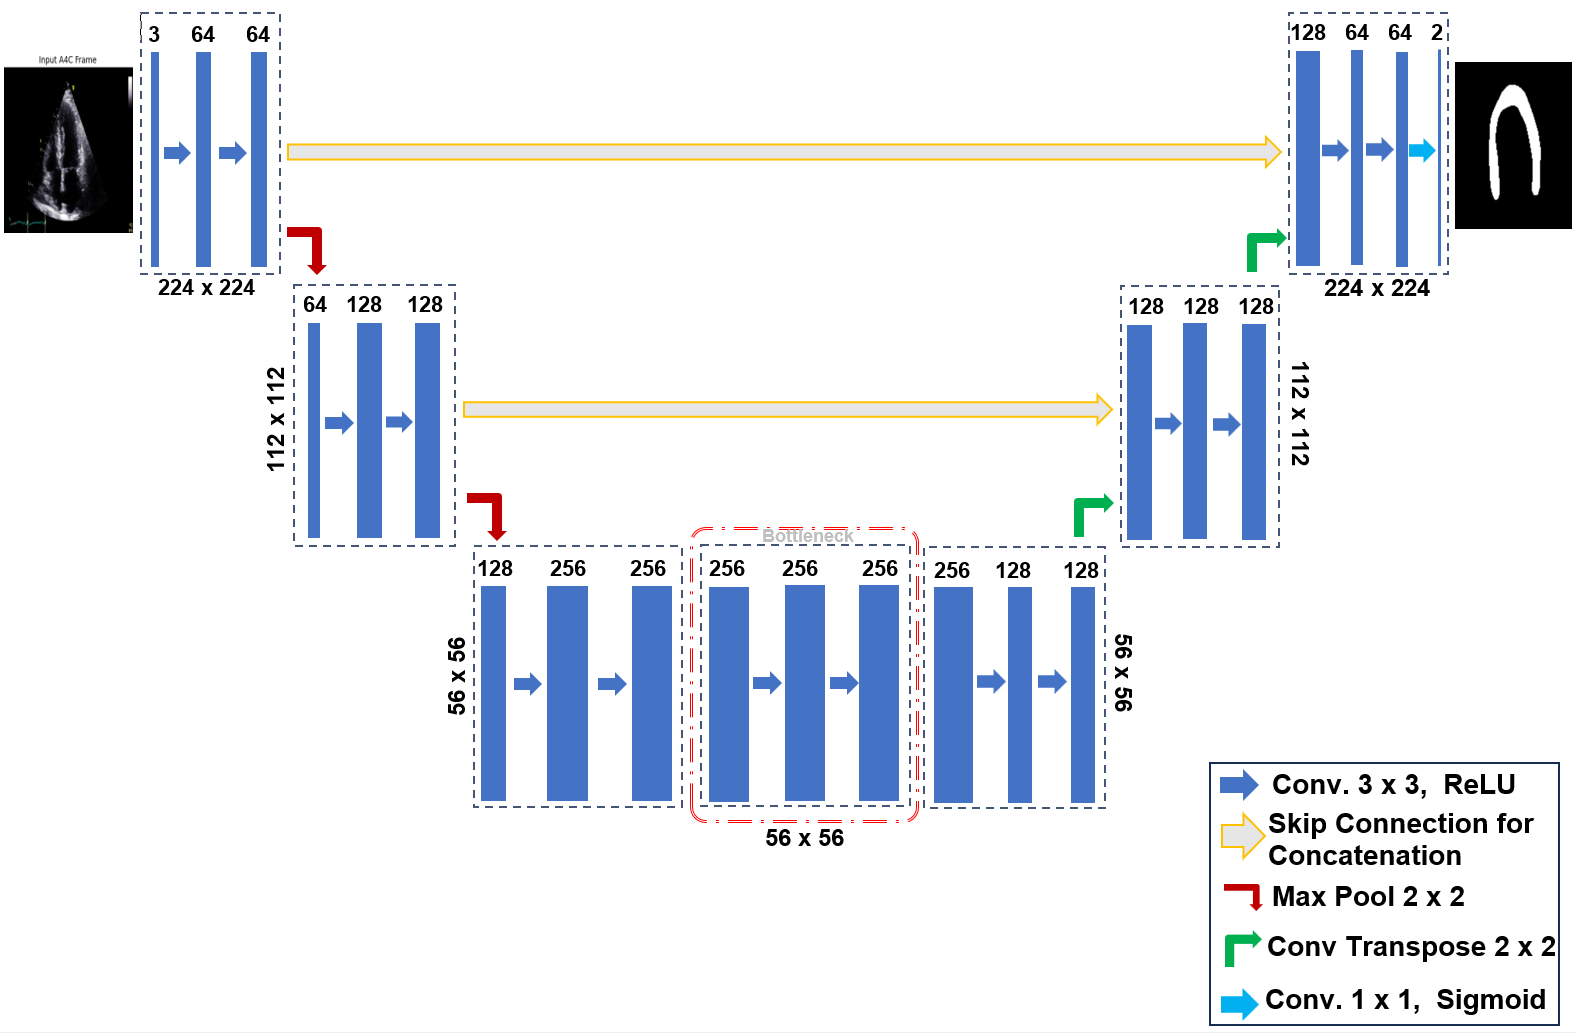 3 64 64
128 64 64 2
Input A4C Frame
224 x 224
224 x 224
64 128 128
128 128 128
112 x 112
112 x 112
Bottleneck
128 256 256
256 256 256
256 128 128
56 x 56
56 x 56
56 x 56
Conv. 3 x 3, ReLU
Skip Connection for
Concatenation
Max Pool 2 x 2
Conv Transpose 2 x 2
Conv. 1 x 1, Sigmoid